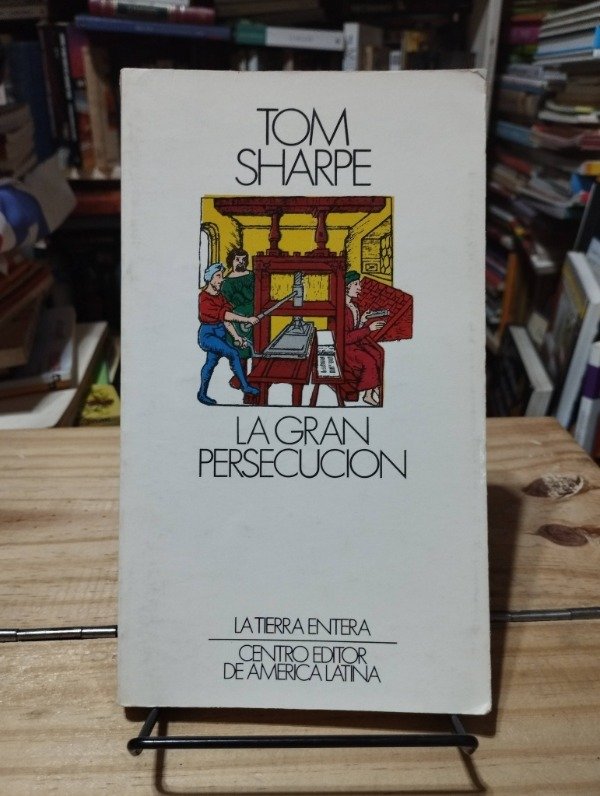 TOM
SHARPE
LA GRAN
PERSECUCION
LA TIERRA ENTERA
CENTRO EDITOR
DE AMERICA LATINA